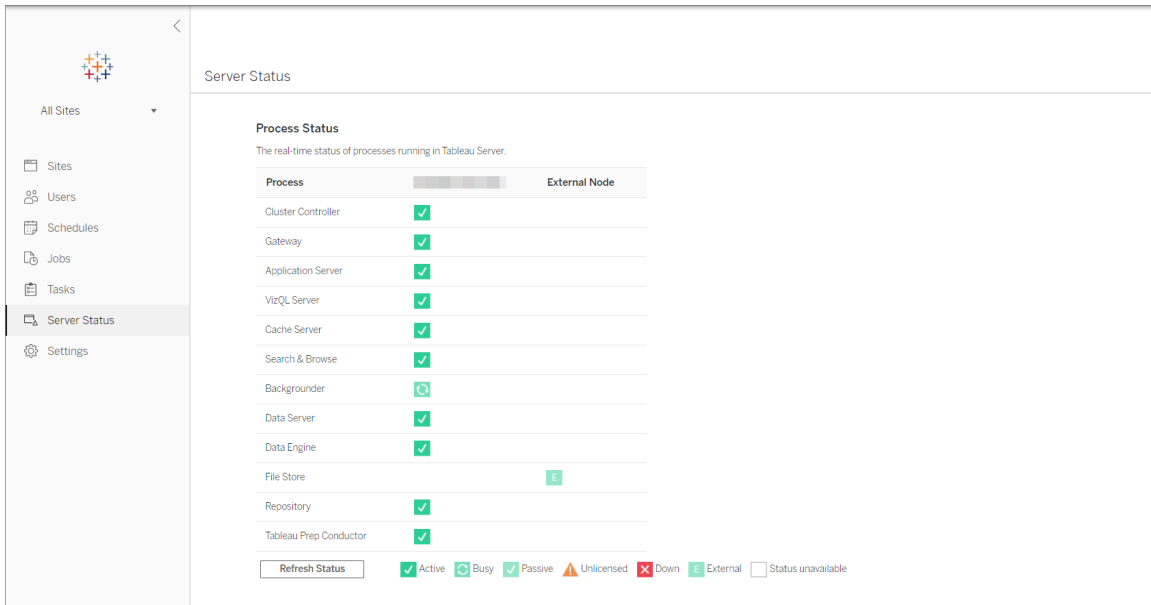 All Sites
Sites
Users
Schedules
Jobs
Tasks
Server Status
Settings
Server Status
Process Status
The real-time status of processes running in Tableau Server.
Process External Node
Cluster Controller
Gateway
Application Server
VizQL Server
Cache Server
Search & Browse
Backgrounder
Data Server
Data Engine
File Store E
Repository
Tableau Prep Conductor
Refresh Status Active Busy Passive Unlicensed Down E External Status unavailable